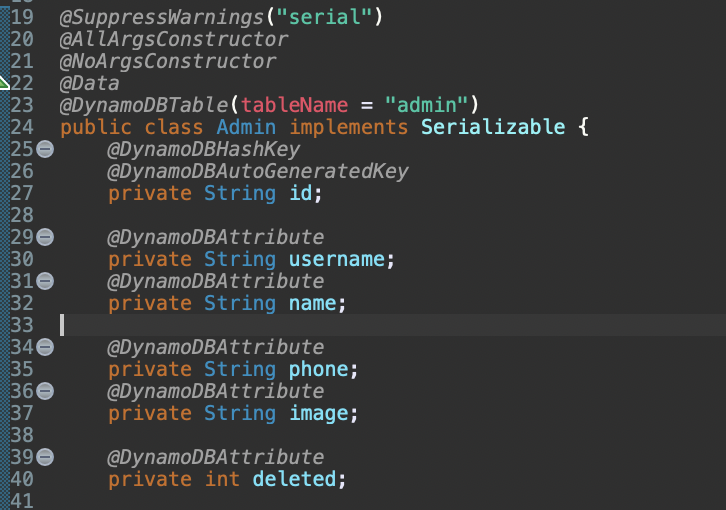 19 @SuppressWarnings("serial")
20 @AllArgsConstructor
21 @NoArgsConstructor
22 @Data
23 @DynamoDBTable(tableName = "admin")
24 public class Admin implements Serializable {
25 @DynamoDBHashKey
26 @DynamoDBAutoGeneratedKey
27 private String id;
28
29 @DynamoDBAttribute
30 private String username;
31 @DynamoDBAttribute
32 private String name;
33
34 @DynamoDBAttribute
35 private String phone;
36 @DynamoDBAttribute
37 private String image;
38
39 @DynamoDBAttribute
40 private int deleted;
41